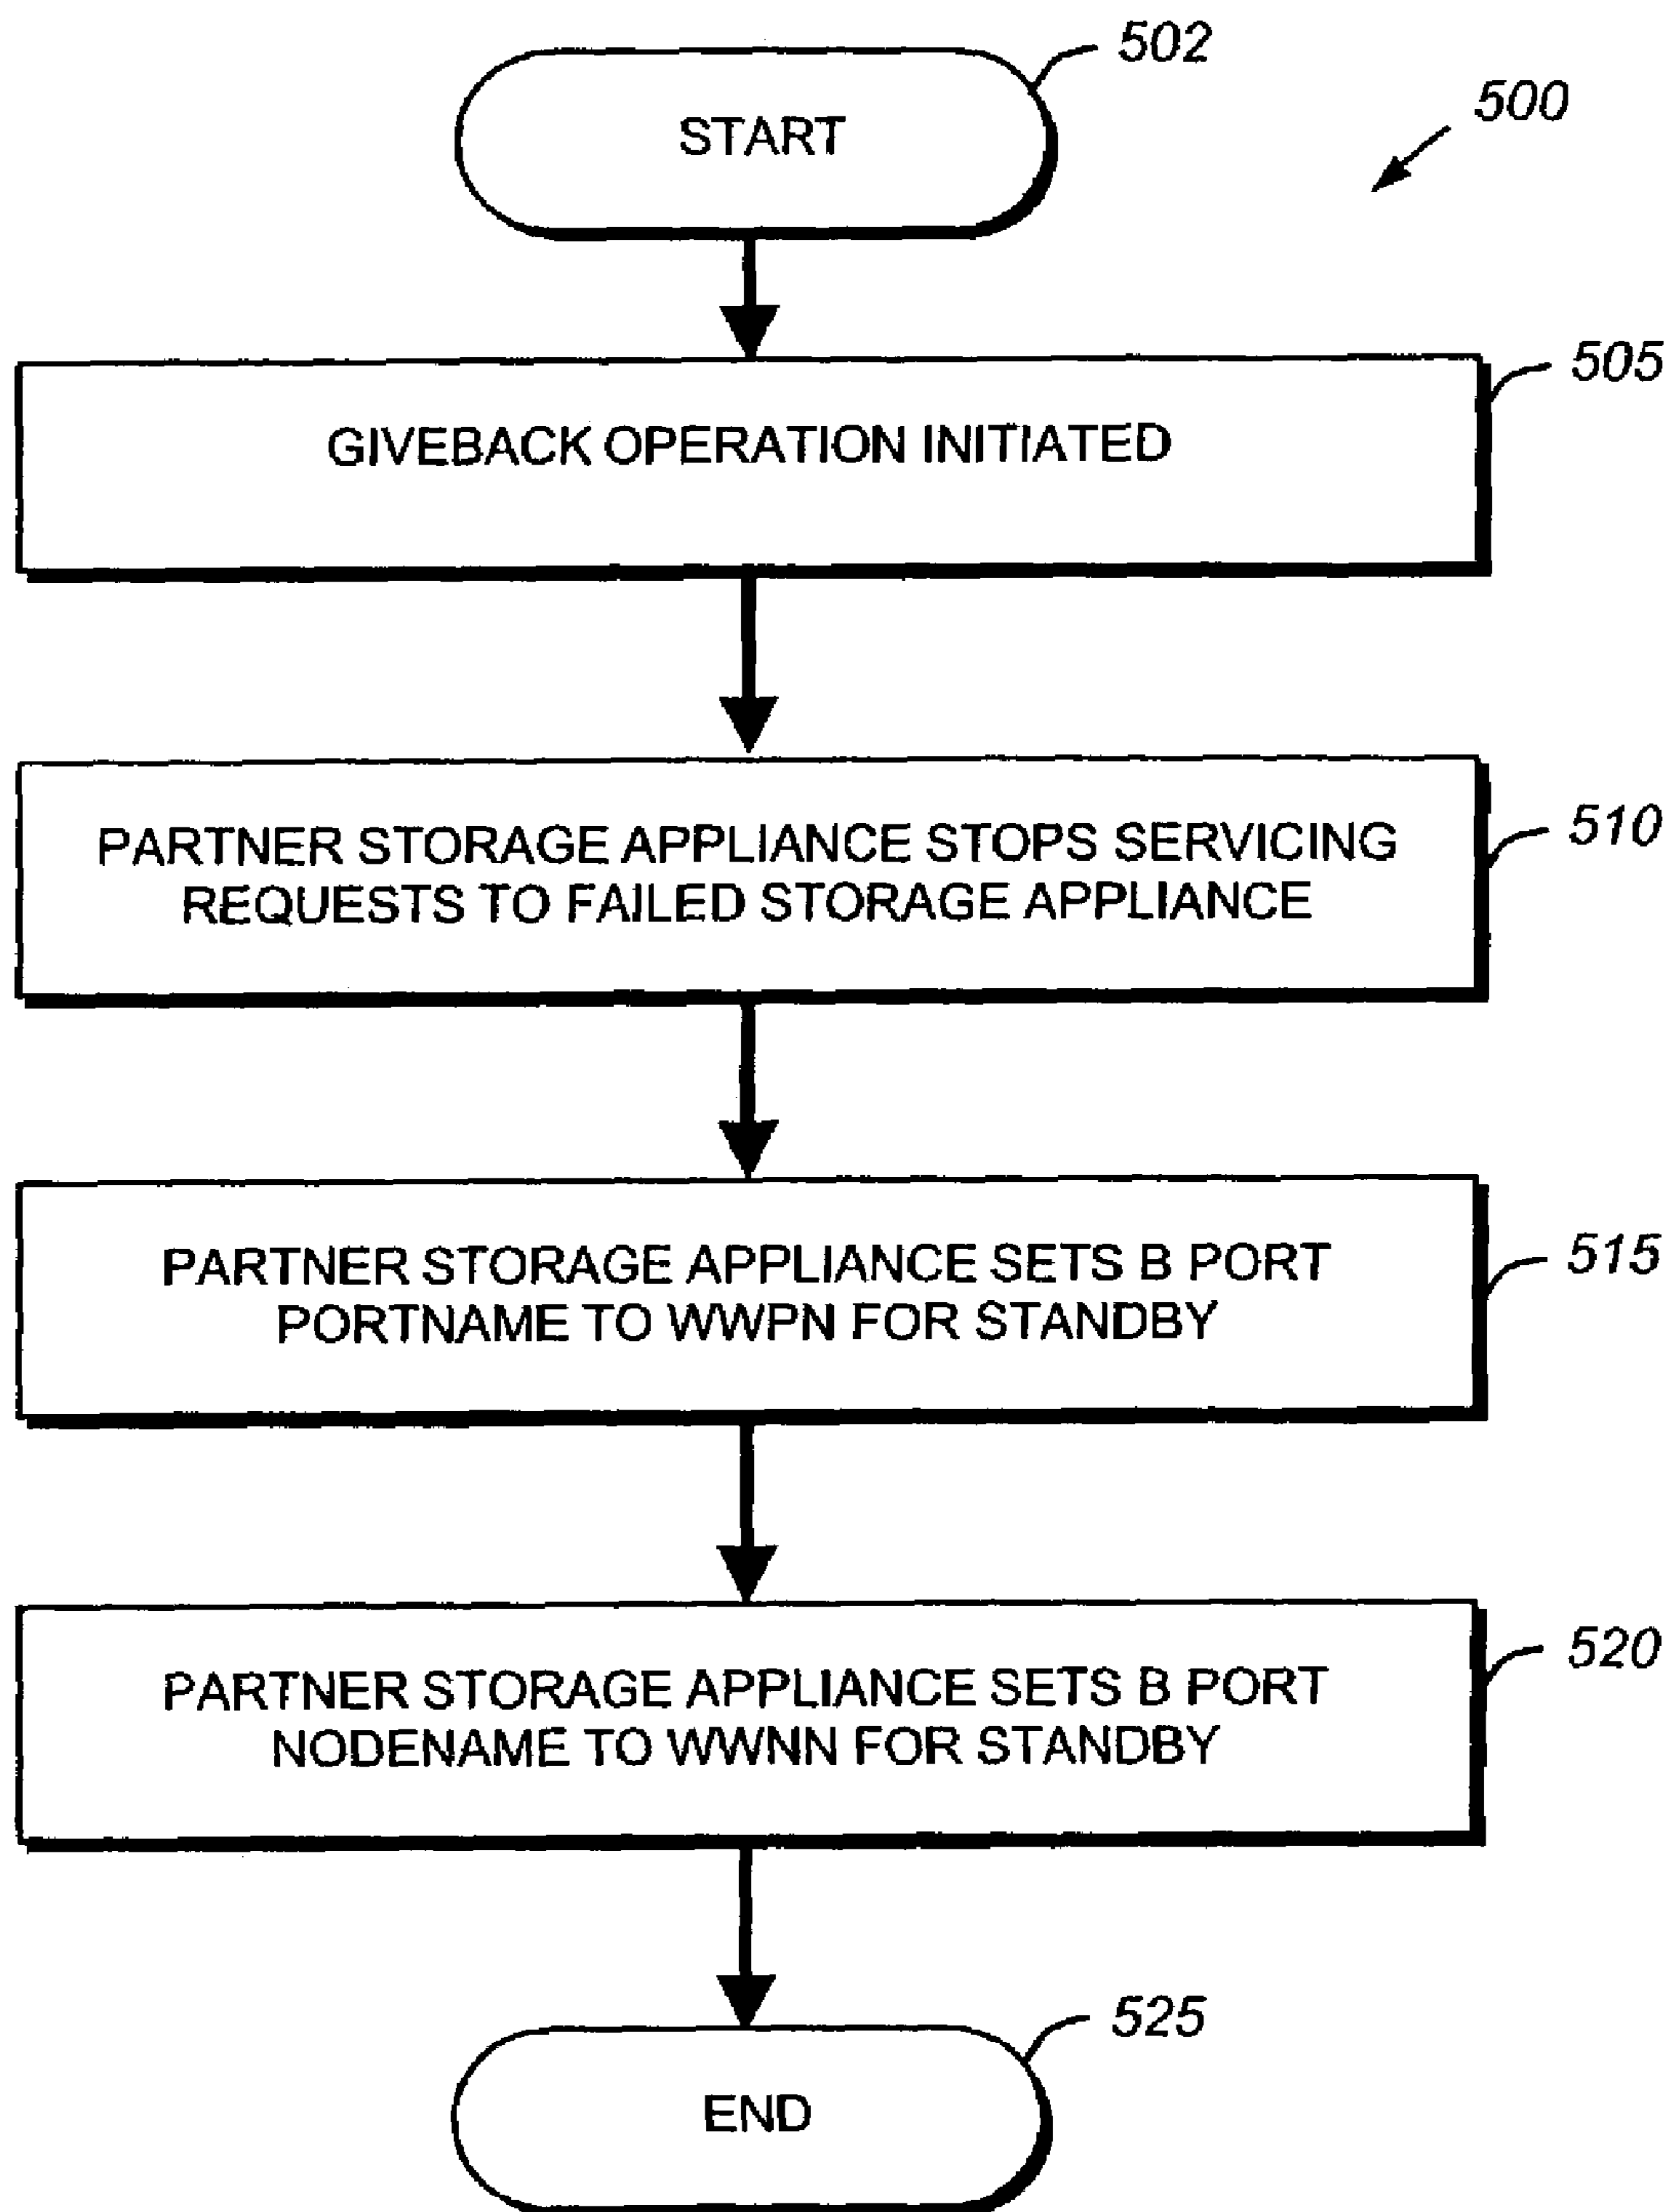 502
START
500
505
GIVEBACK OPERATION INITIATED
510
PARTNER STORAGE APPLIANCE STOPS SERVICING
REQUESTS TO FAILED STORAGE APPLIANCE
515
PARTNER STORAGE APPLIANCE SETS B PORT
PORTNAME TO WWPN FOR STANDBY
520
PARTNER STORAGE APPLIANCE SETS B PORT
NODENAME TO WWNN FOR STANDBY
525
END